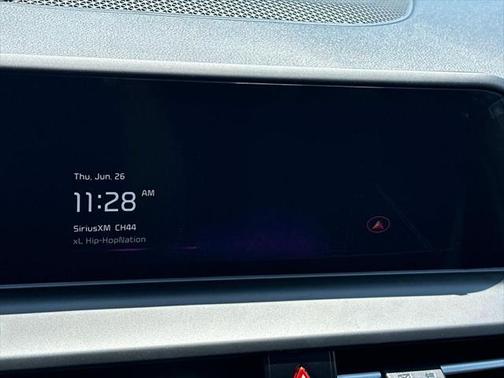 Thu, Jun. 26
11:28 AM
SiriusXM CH44
xL Hip-HopNation